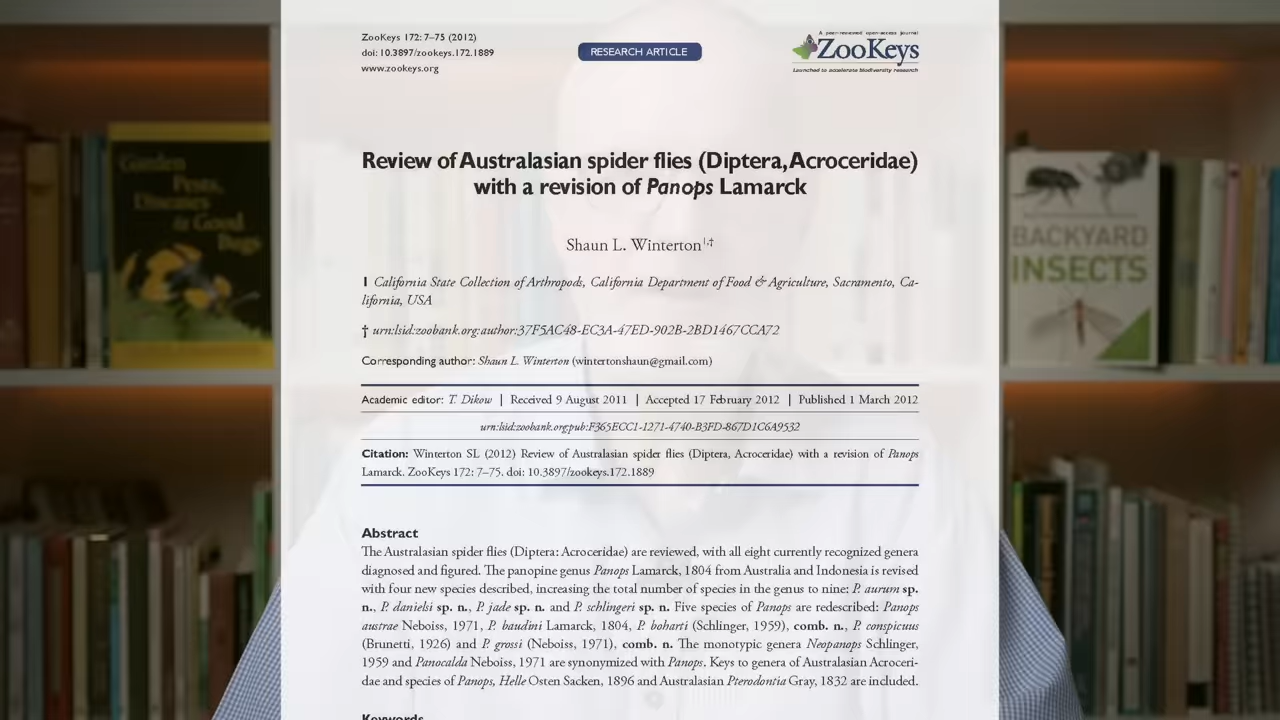 ZooKeys 172: 7–75 (2012)
doi: 10.3897/zookeys.172.1889
www.zookeys.org
RESEARCH ARTICLE
A peer-reviewed open-access journal
ZooKeys
Launched to accelerate biodiversity research
Review of Australasian spider flies (Diptera, Acroceridae)
with a revision of Panops Lamarck
Shaun L. Winterton1,†
1 California State Collection of Arthropods, California Department of Food & Agriculture, Sacramento, Ca-
lifornia, USA
† urn:lsid:zoobank.org:author:37F5AC48-EC3A-47ED-902B-2BD1467CCA72
Corresponding author: Shaun L. Winterton (wintertonshaun@gmail.com)
Academic editor: T. Dikow | Received 9 August 2011 | Accepted 17 February 2012 | Published 1 March 2012
urn:lsid:zoobank.org:pub:F365ECC1-1271-4740-B3FD-867D1C6A9532
Citation: Winterton SL (2012) Review of Australasian spider flies (Diptera, Acroceridae) with a revision of Panops
Lamarck. ZooKeys 172: 7–75. doi: 10.3897/zookeys.172.1889
Abstract
The Australasian spider flies (Diptera: Acroceridae) are reviewed, with all eight currently recognized genera
diagnosed and figured. The panopine genus Panops Lamarck, 1804 from Australia and Indonesia is revised
with four new species described, increasing the total number of species in the genus to nine: P. aurum sp.
n., P. danielsi sp. n., P. jade sp. n. and P. schlingeri sp. n. Five species of Panops are redescribed: Panops
austrae Neboiss, 1971, P. baudini Lamarck, 1804, P. boharti (Schlinger, 1959), comb. n., P. conspicuus
(Brunetti, 1926) and P. grossi (Neboiss, 1971), comb. n. The monotypic genera Neopanops Schlinger,
1959 and Panocalda Neboiss, 1971 are synonymized with Panops. Keys to genera of Australasian Acroceri-
dae and species of Panops, Helle Osten Sacken, 1896 and Australian Pterodontia Gray, 1832 are included.
Keywords
Garden
Pests,
Diseases
& Good
Bugs
BACKYARD
INSECTS